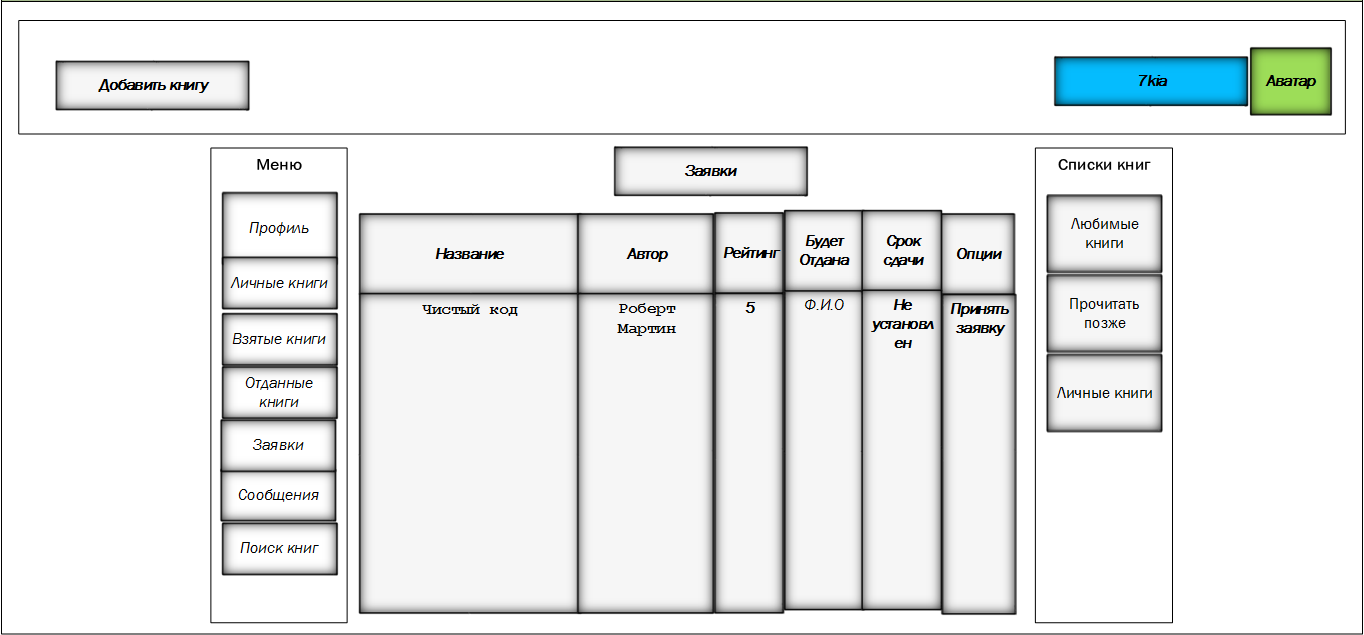 Добавить книгу
7kia
Аватар
Меню
Профиль
Личные книги
Взятые книги
Отданные
книги
Заявки
Сообщения
Поиск книг
Заявки
Название
Автор
Рейтинг
Будет
Отдана
Срок
сдачи
Опции
Чистый код
Роберт
Мартин
5
Ф.И.О
Не
установл
ен
Принять
заявку
Списки книг
Любимые
книги
Прочитать
позже
Личные книги